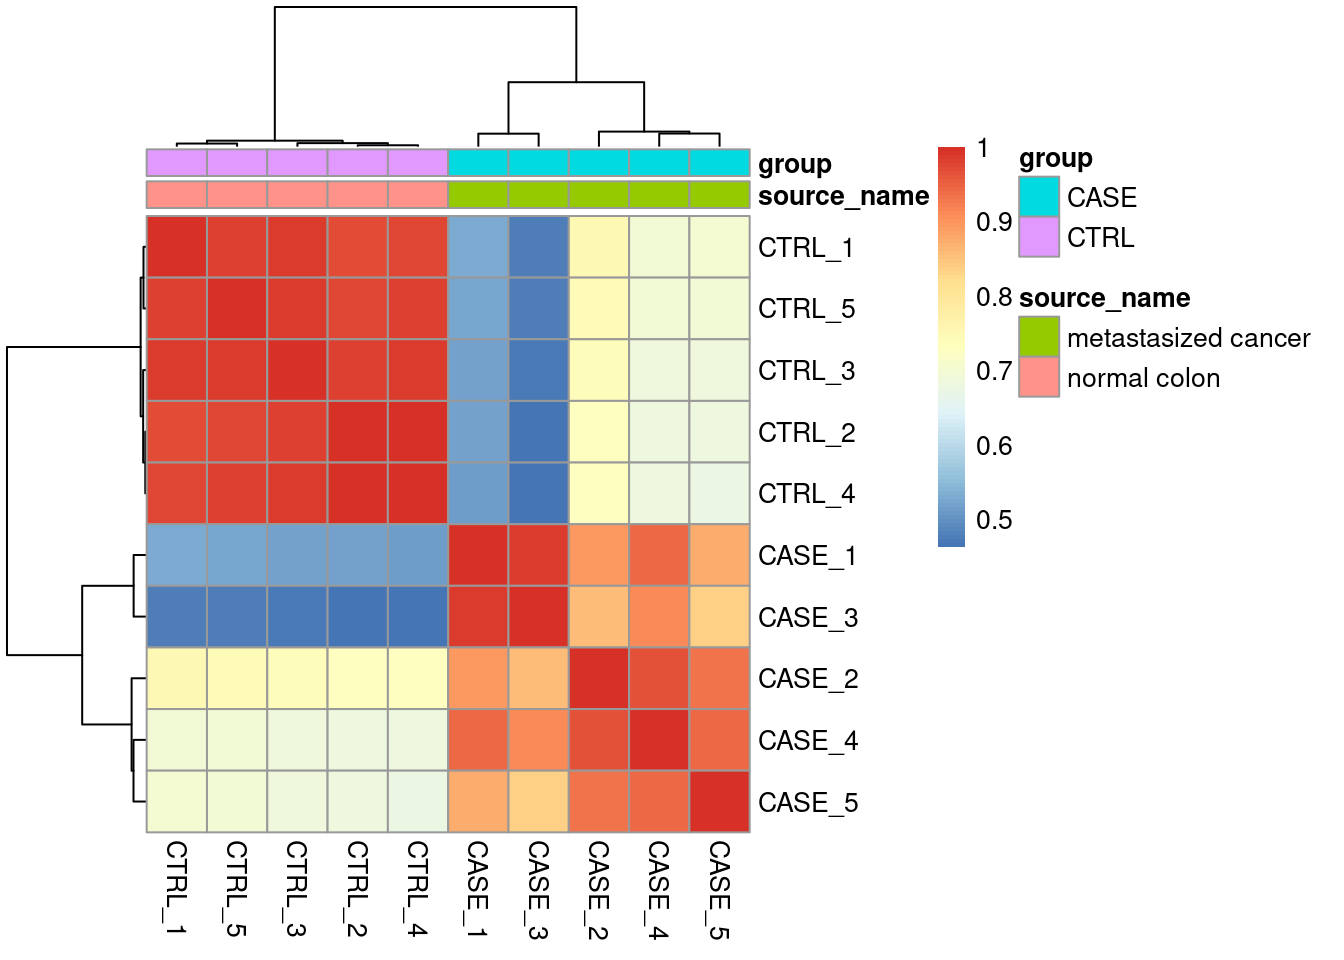 group
source_name
CTRL_1
CTRL_5
CTRL_3
CTRL_2
CTRL_4
CASE_1
CASE_3
CASE_2
CASE_4
CASE_5
CTRL_1
CTRL_5
CTRL_3
CTRL_2
CTRL_4
CASE_1
CASE_3
CASE_2
CASE_4
CASE_5
1
0.9
0.8
0.7
0.6
0.5
group
CASE
CTRL
source_name
metastasized cancer
normal colon